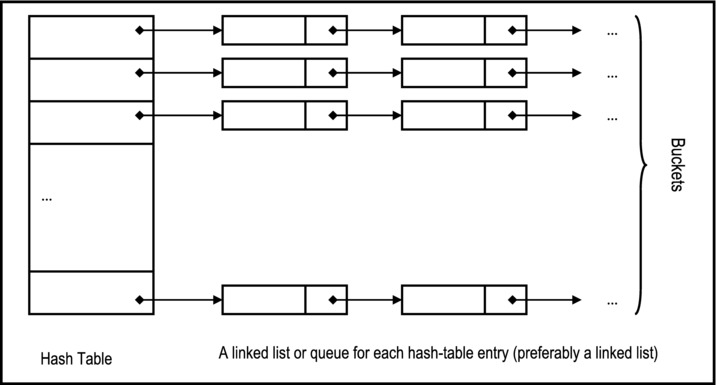 ...
...
...
...
...
Buckets
Hash Table
A linked list or queue for each hash-table entry (preferably a linked list)